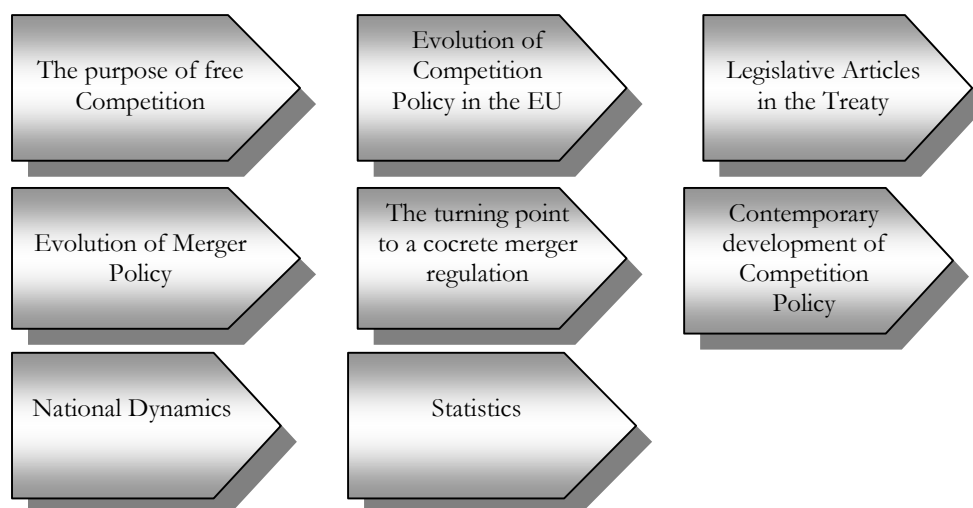 The purpose of free
Competition
Evolution of
Competition
Policy in the EU
Legislative Articles
in the Treaty
Evolution of Merger
Policy
The turning point
to a cocrete merger
regulation
Contemporary
development of
Competition
Policy
National Dynamics
Statistics